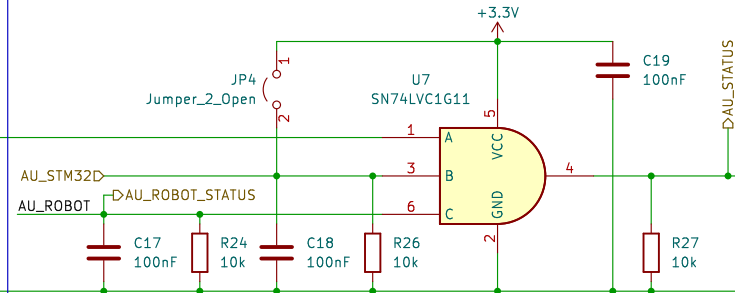 +3.3V
1
JP4
Jumper_2_Open
2
U7
SN74LVC1G11
C19
100nF
AU_STATUS
5
VCC
1
A
AU_STM32
3
B
4
AU_ROBOT_STATUS
AU_ROBOT
6
C
GND
2
C17
100nF
R24
10k
C18
100nF
R26
10k
R27
10k